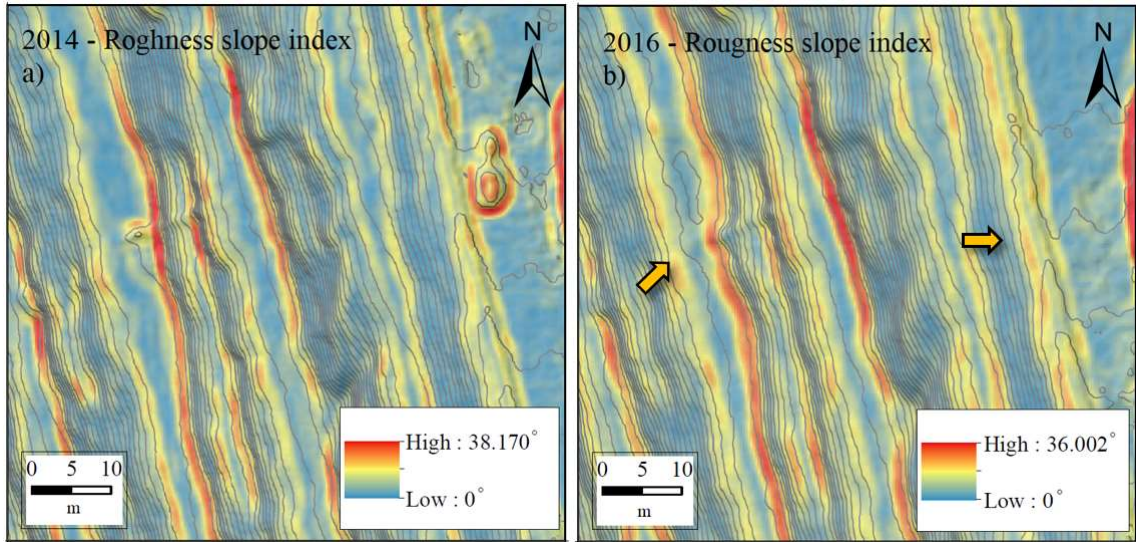 2014 - Roghness slope index
a)
N
High : 38.170°
Low : 0°
0 5 10
m
2016 - Rougness slope index
b)
N
High : 36.002°
Low : 0°
0 5 10
m